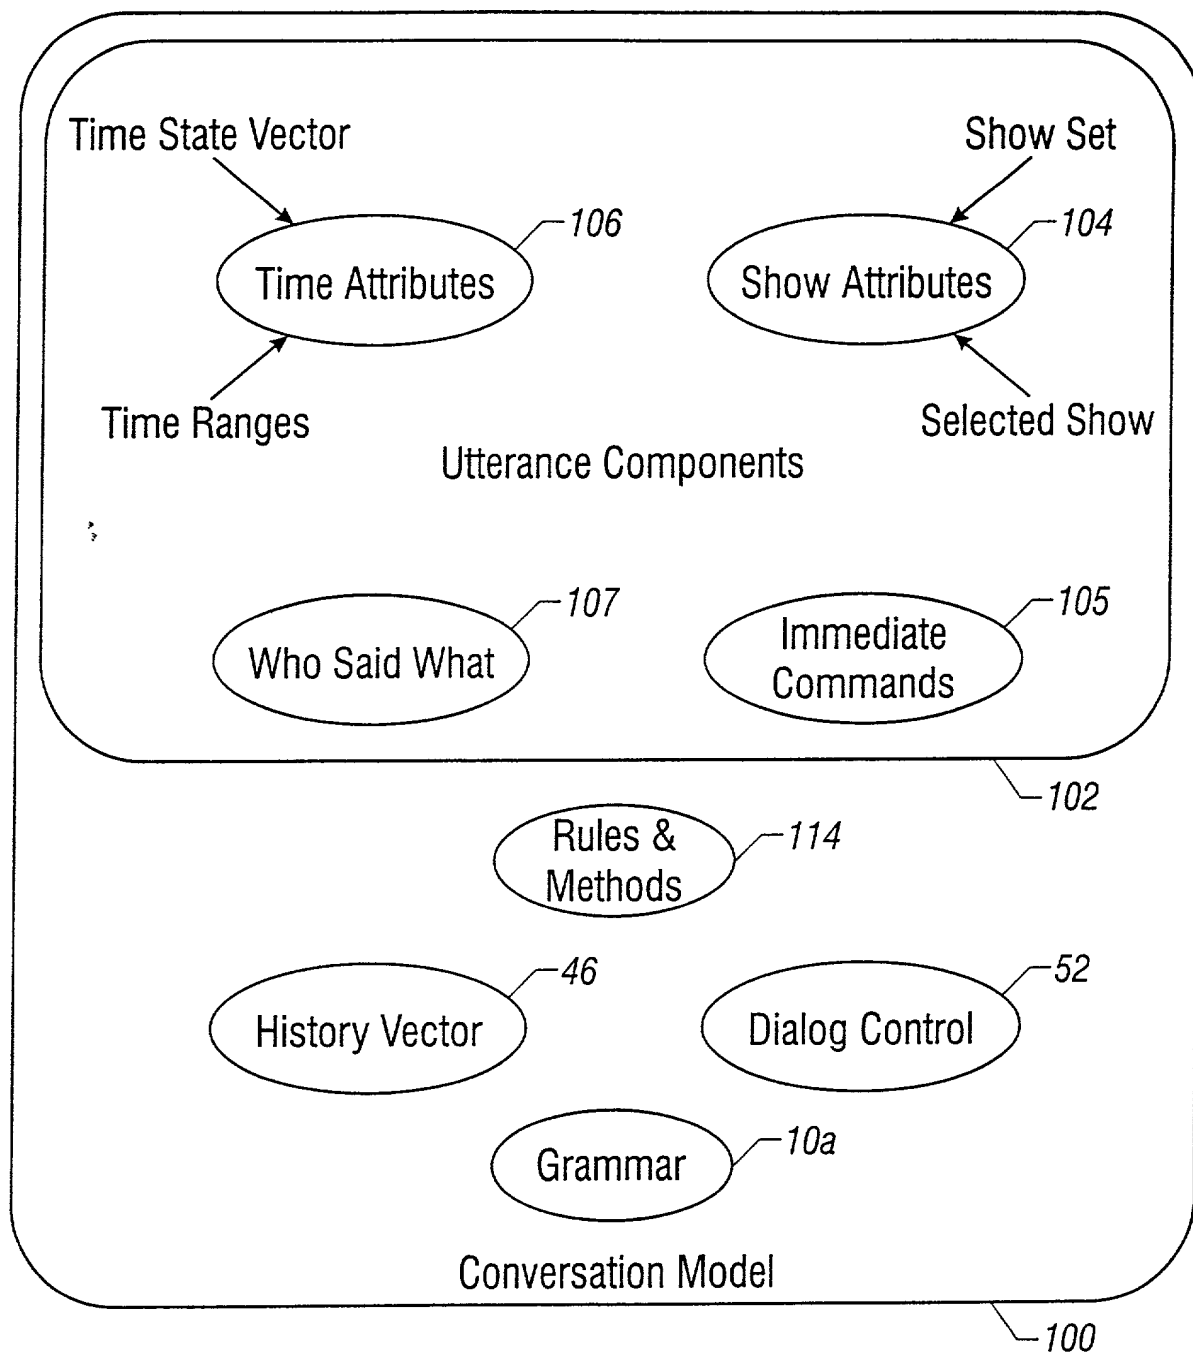 Time State Vector
Show Set
106
104
Time Attributes
Show Attributes
Time Ranges
Selected Show
Utterance Components
107
105
Who Said What
Immediate
Commands
102
Rules &
Methods
114
46
52
History Vector
Dialog Control
10a
Grammar
Conversation Model
100